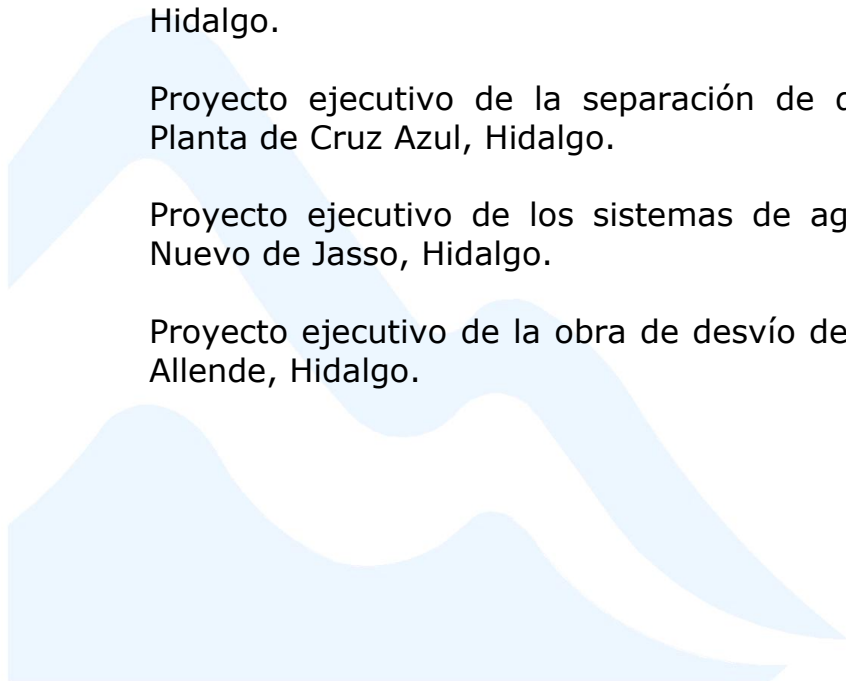 Hidalgo.
Proyecto ejecutivo de la separación de
Planta de Cruz Azul, Hidalgo.
Proyecto ejecutivo de los sistemas de
Nuevo de Jasso, Hidalgo.
Proyecto ejecutivo de la obra de desvío de
Allende, Hidalgo.